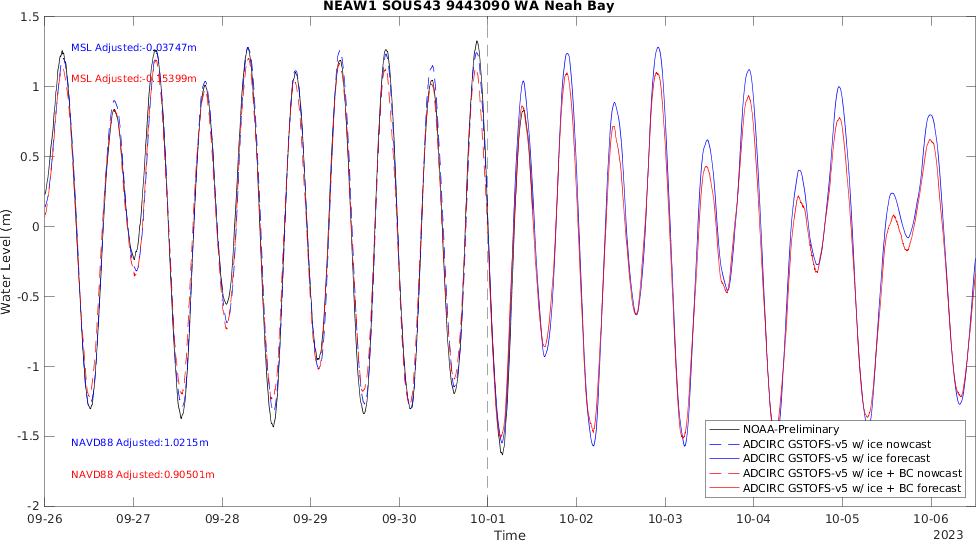 NEAW1 SOUS43 9443090 WA Neah Bay
1.5
1
0.5
0
-0.5
-1
-1.5
-2
Water Level (m)
MSL Adjusted:-0.03747m
MSL Adjusted:-0.15399m
NAVD88 Adjusted:1.0215m
NAVD88 Adjusted:0.90501m
NOAA-Preliminary
ADCIRC GSTOFS-v5 w/ ice nowcast
ADCIRC GSTOFS-v5 w/ ice forecast
ADCIRC GSTOFS-v5 w/ ice + BC nowcast
ADCIRC GSTOFS-v5 w/ ice + BC forecast
09-26 09-27 09-28 09-29 09-30 10-01 10-02 10-03 10-04 10-05 10-06
Time
2023